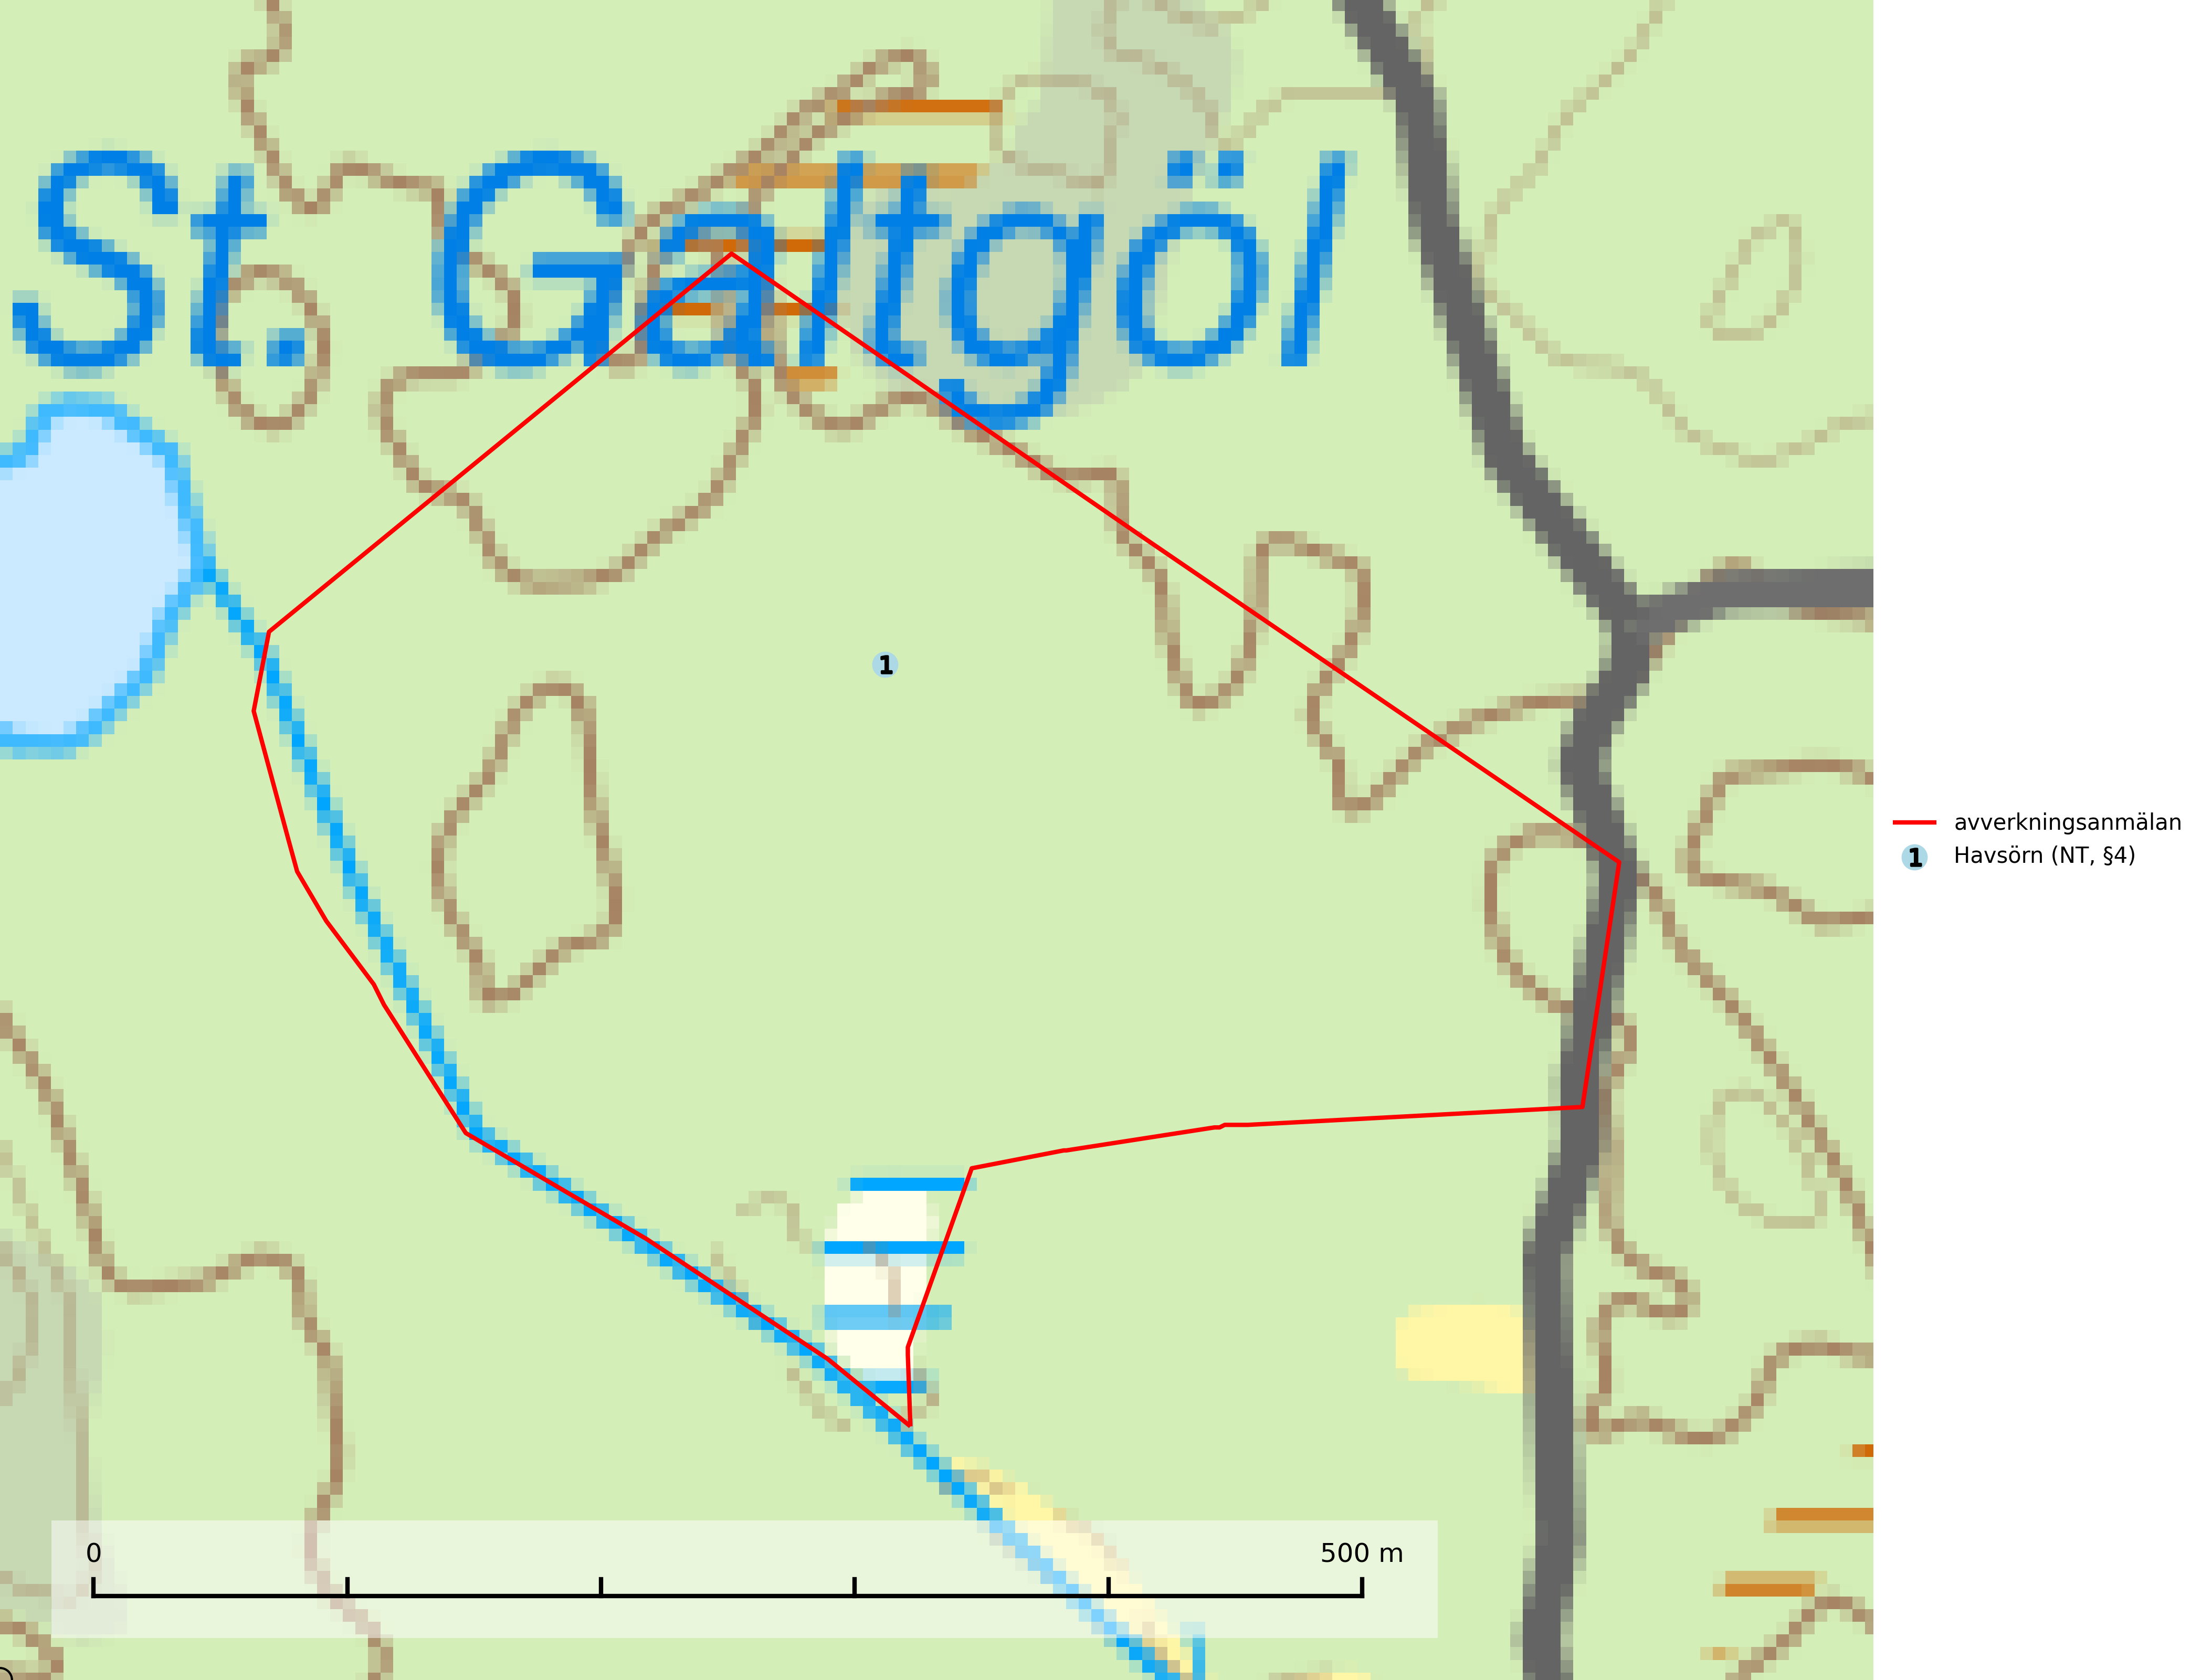 St. Galtgöl
1
avverkningsanmälan
1 Havsörn (NT, §4)
0 500 m